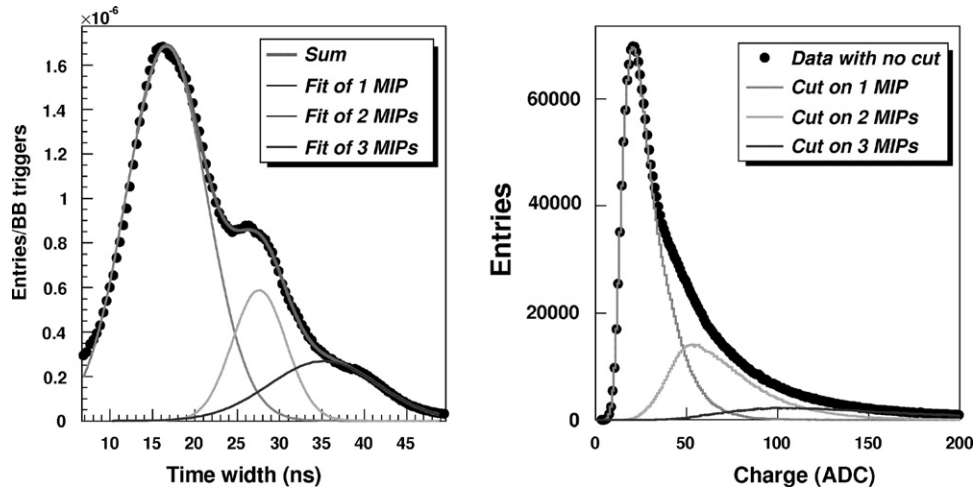 ×10⁻⁶
1.6
1.4
1.2
1
0.8
0.6
0.4
0.2
0
Entries/BB triggers
Sum
Fit of 1 MIP
Fit of 2 MIPs
Fit of 3 MIPs
10 15 20 25 30 35 40 45
Time width (ns)
60000
40000
20000
0
Entries
Data with no cut
Cut on 1 MIP
Cut on 2 MIPs
Cut on 3 MIPs
0 50 100 150 200
Charge (ADC)